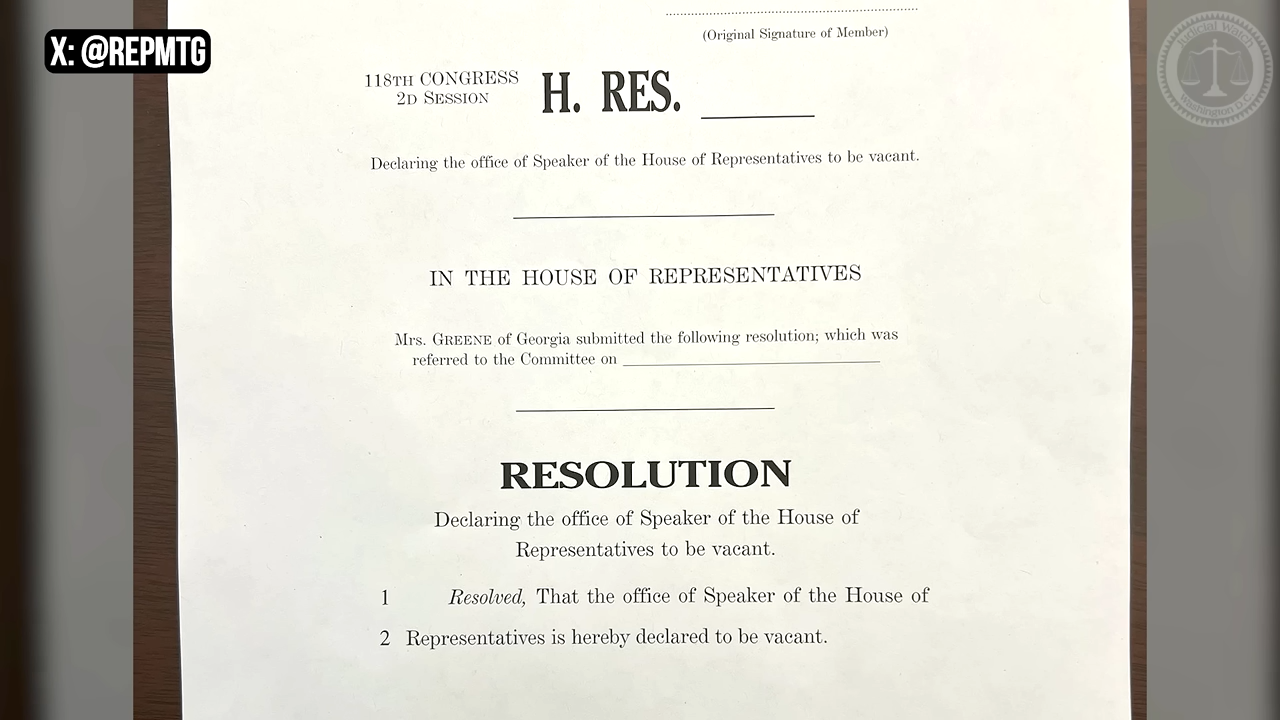 X: @REPMTG
(Original Signature of Member)
118TH CONGRESS
2D SESSION
H. RES.
Declaring the office of Speaker of the House of Representatives to be vacant.
IN THE HOUSE OF REPRESENTATIVES
Mrs. GREENE of Georgia submitted the following resolution; which was
referred to the Committee on
RESOLUTION
Declaring the office of Speaker of the House of
Representatives to be vacant.
1 Resolved, That the office of Speaker of the House of
2 Representatives is hereby declared to be vacant.
Judicial Watch
Washington D.C.